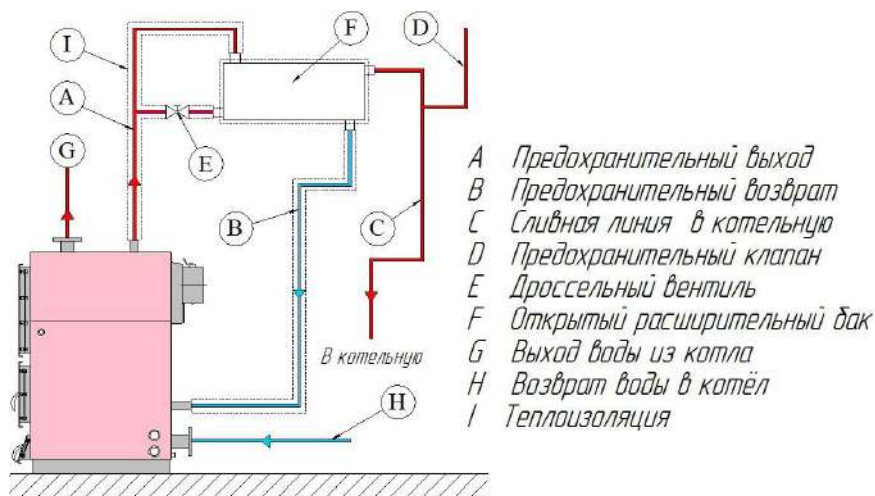 I
F
D
A
G
E
B
C
H
В котельную
A Предохранительный выход
B Предохранительный возврат
C Сливная линия в котельную
D Предохранительный клапан
E Дроссельный вентиль
F Открытый расширительный бак
G Выход воды из котла
H Возврат воды в котёл
I Теплоизоляция